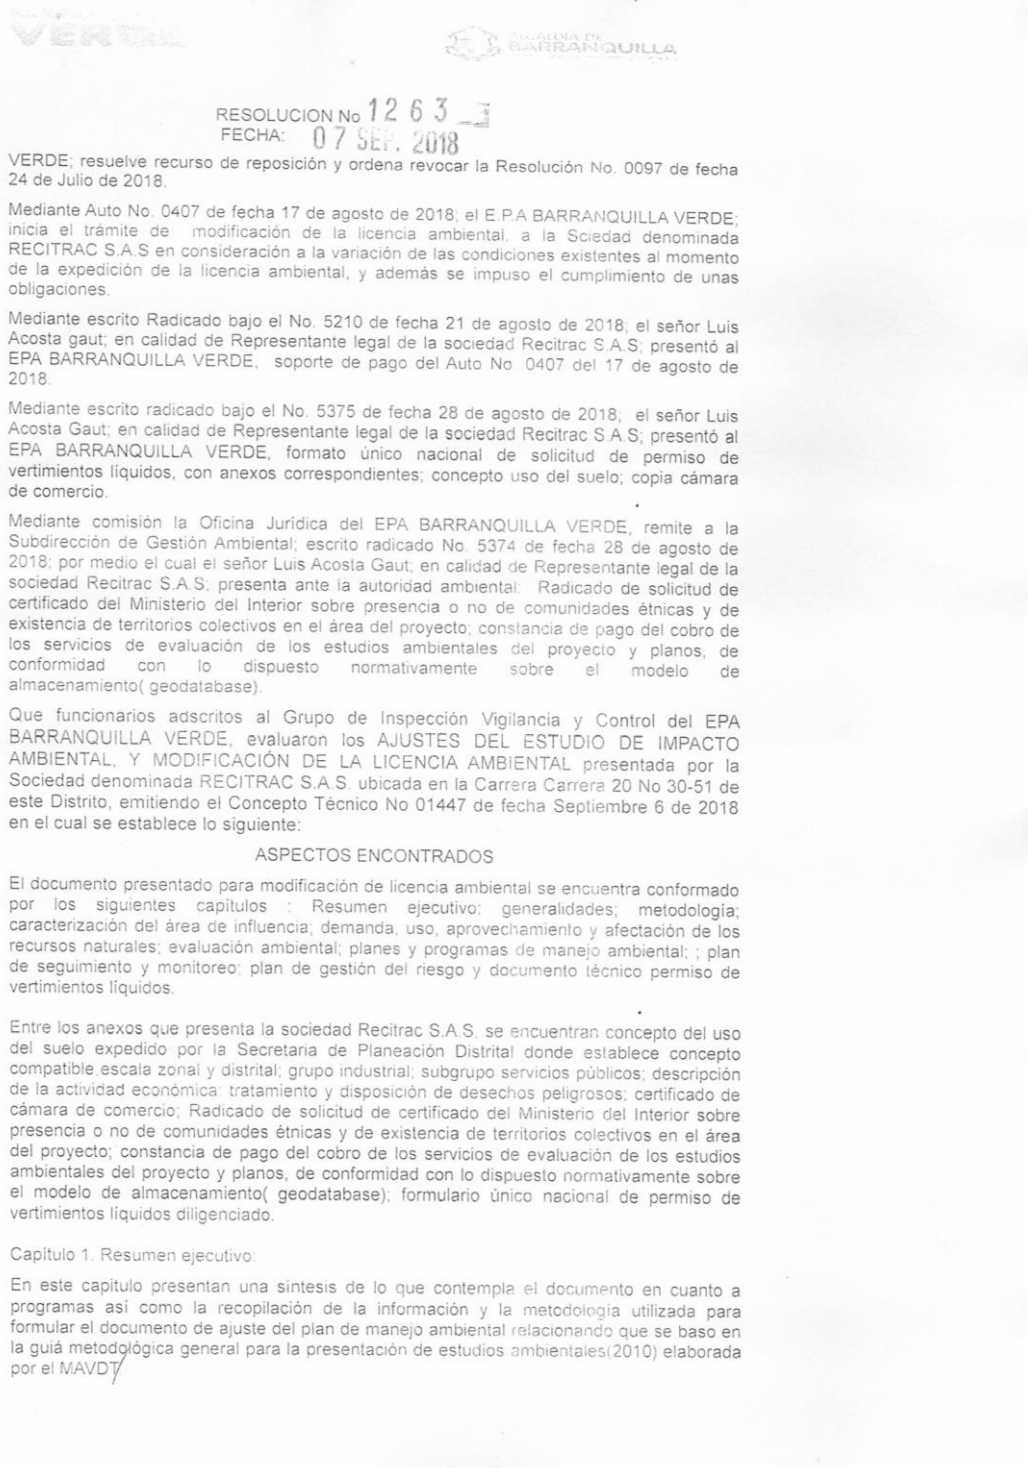 VERDE
ALCALDÍA DE
BARRANQUILLA
RESOLUCION No 1263
FECHA: 07 SEP. 2018
VERDE; resuelve recurso de reposición y ordena revocar la Resolución No. 0097 de fecha
24 de Julio de 2018.
Mediante Auto No. 0407 de fecha 17 de agosto de 2018; el E.P.A BARRANQUILLA VERDE;
inicia el trámite de modificación de la licencia ambiental, a la Sciedad denominada
RECITRAC S.A.S en consideración a la variación de las condiciones existentes al momento
de la expedición de la licencia ambiental, y además se impuso el cumplimiento de unas
obligaciones.
Mediante escrito Radicado bajo el No. 5210 de fecha 21 de agosto de 2018; el señor Luis
Acosta gaut; en calidad de Representante legal de la sociedad Recitrac S.A.S; presentó al
EPA BARRANQUILLA VERDE, soporte de pago del Auto No 0407 del 17 de agosto de
2018.
Mediante escrito radicado bajo el No. 5375 de fecha 28 de agosto de 2018; el señor Luis
Acosta Gaut; en calidad de Representante legal de la sociedad Recitrac S.A.S; presentó al
EPA BARRANQUILLA VERDE, formato único nacional de solicitud de permiso de
vertimientos líquidos, con anexos correspondientes; concepto uso del suelo; copia cámara
de comercio.
Mediante comisión la Oficina Jurídica del EPA BARRANQUILLA VERDE, remite a la
Subdirección de Gestión Ambiental; escrito radicado No. 5374 de fecha 28 de agosto de
2018; por medio el cual el señor Luis Acosta Gaut; en calidad de Representante legal de la
sociedad Recitrac S.A.S; presenta ante la autoridad ambiental: Radicado de solicitud de
certificado del Ministerio del Interior sobre presencia o no de comunidades étnicas y de
existencia de territorios colectivos en el área del proyecto; constancia de pago del cobro de
los servicios de evaluación de los estudios ambientales del proyecto y planos, de
conformidad con lo dispuesto normativamente sobre el modelo de
almacenamiento( geodatabase).
Que funcionarios adscritos al Grupo de Inspección Vigilancia y Control del EPA
BARRANQUILLA VERDE, evaluaron los AJUSTES DEL ESTUDIO DE IMPACTO
AMBIENTAL, Y MODIFICACIÓN DE LA LICENCIA AMBIENTAL presentada por la
Sociedad denominada RECITRAC S.A.S. ubicada en la Carrera Carrera 20 No 30-51 de
este Distrito, emitiendo el Concepto Técnico No 01447 de fecha Septiembre 6 de 2018
en el cual se establece lo siguiente:
ASPECTOS ENCONTRADOS
El documento presentado para modificación de licencia ambiental se encuentra conformado
por los siguientes capítulos : Resumen ejecutivo; generalidades; metodología;
caracterización del área de influencia; demanda, uso, aprovechamiento y afectación de los
recursos naturales; evaluación ambiental; planes y programas de manejo ambiental; ; plan
de seguimiento y monitoreo; plan de gestión del riesgo y documento técnico permiso de
vertimientos líquidos.
Entre los anexos que presenta la sociedad Recitrac S.A.S, se encuentran concepto del uso
del suelo expedido por la Secretaria de Planeación Distrital donde establece concepto
compatible,escala zonal y distrital; grupo industrial; subgrupo servicios públicos; descripción
de la actividad económica: tratamiento y disposición de desechos peligrosos; certificado de
cámara de comercio; Radicado de solicitud de certificado del Ministerio del Interior sobre
presencia o no de comunidades étnicas y de existencia de territorios colectivos en el área
del proyecto; constancia de pago del cobro de los servicios de evaluación de los estudios
ambientales del proyecto y planos, de conformidad con lo dispuesto normativamente sobre
el modelo de almacenamiento( geodatabase); formulario único nacional de permiso de
vertimientos líquidos diligenciado.
Capítulo 1. Resumen ejecutivo:
En este capitulo presentan una sintesis de lo que contempla el documento en cuanto a
programas así como la recopilación de la información y la metodología utilizada para
formular el documento de ajuste del plan de manejo ambiental relacionando que se baso en
la guiá metodológica general para la presentación de estudios ambientales(2010) elaborada
por el MAVDT